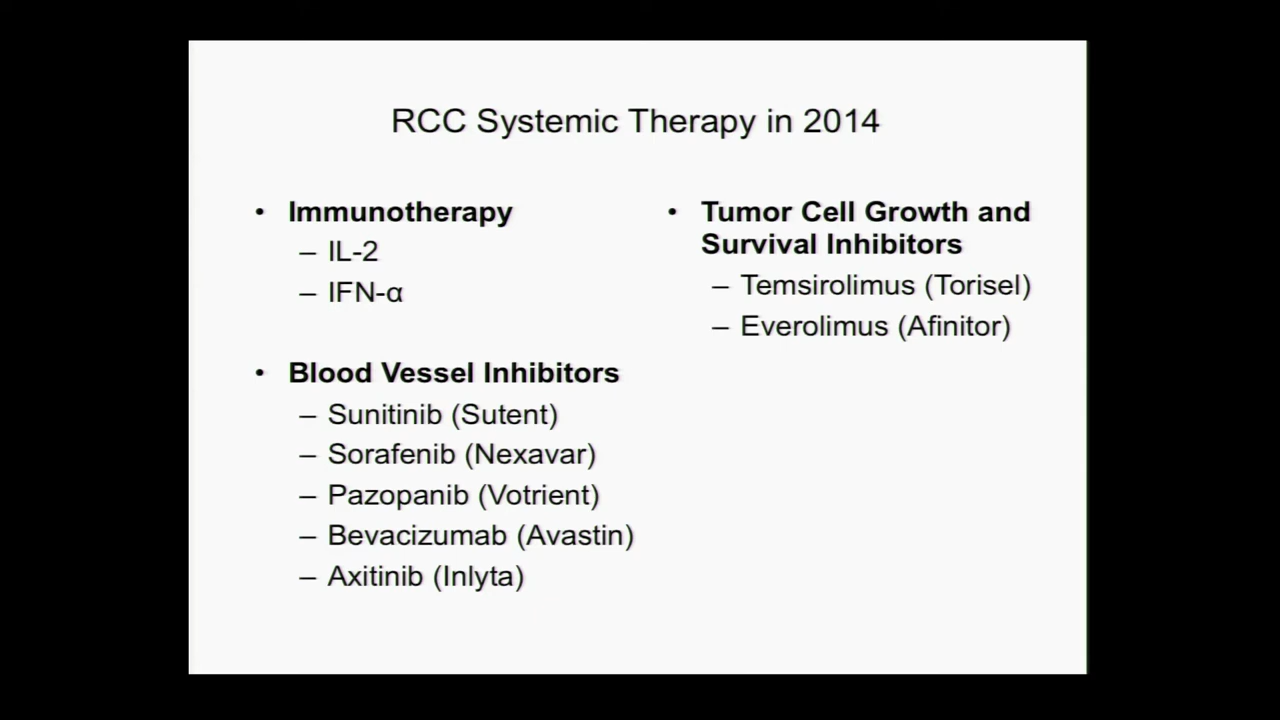 RCC Systemic Therapy in 2014
• Immunotherapy
– IL-2
– IFN-α
• Blood Vessel Inhibitors
– Sunitinib (Sutent)
– Sorafenib (Nexavar)
– Pazopanib (Votrient)
– Bevacizumab (Avastin)
– Axitinib (Inlyta)
• Tumor Cell Growth and
Survival Inhibitors
– Temsirolimus (Torisel)
– Everolimus (Afinitor)